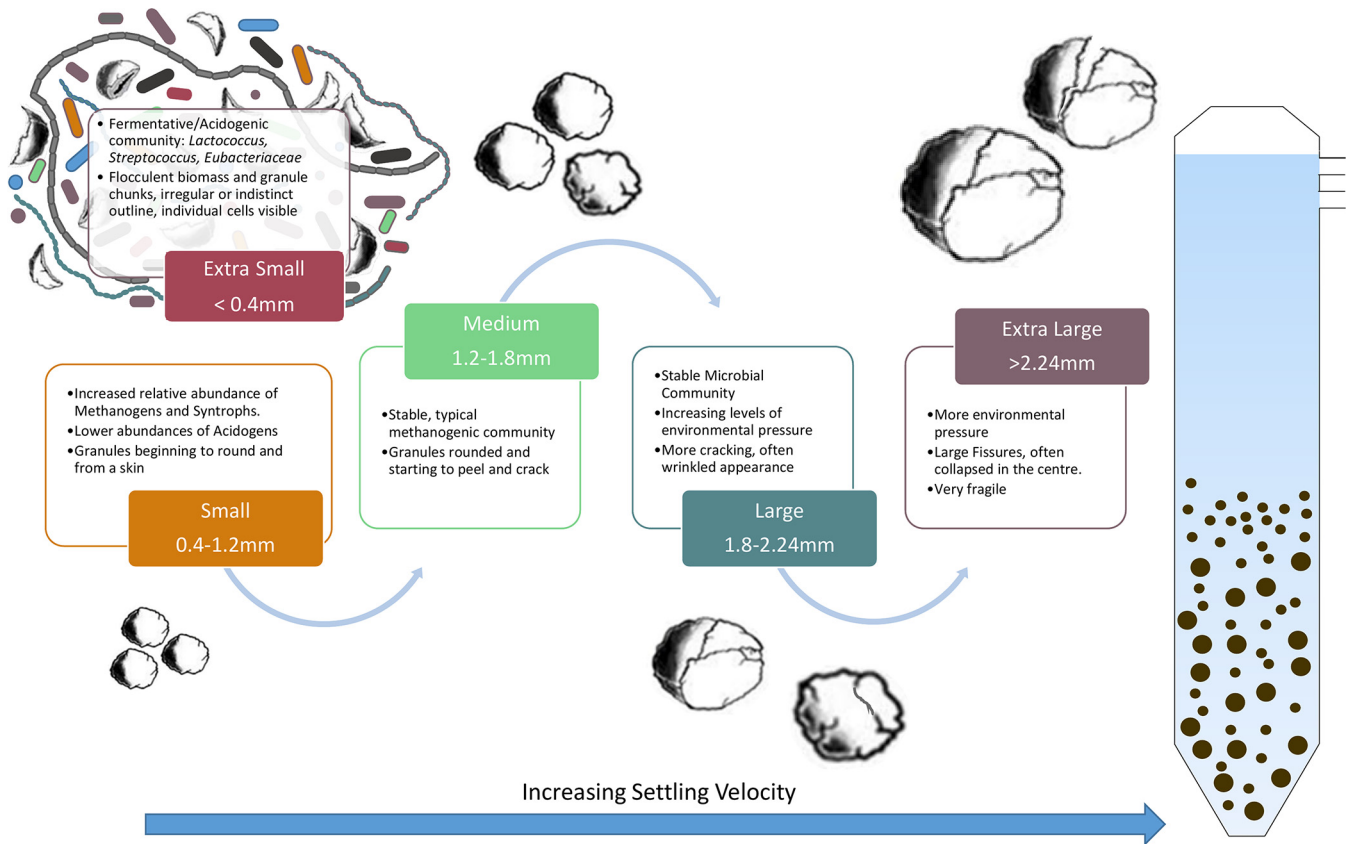 • Fermentative/Acidogenic
community: Lactococcus,
Streptococcus, Eubacteriaceae
• Flocculent biomass and granule
chunks, irregular or indistinct
outline, individual cells visible
Extra Small
< 0.4mm
•Increased relative abundance of
Methanogens and Syntrophs.
•Lower abundances of Acidogens
•Granules beginning to round and
from a skin
Small
0.4-1.2mm
Medium
1.2-1.8mm
•Stable, typical
methanogenic community
•Granules rounded and
starting to peel and crack
•Stable Microbial
Community
•Increasing levels of
environmental pressure
•More cracking, often
wrinkled appearance
Large
1.8-2.24mm
Extra Large
>2.24mm
•More environmental
pressure
•Large Fissures, often
collapsed in the centre.
•Very fragile
Increasing Settling Velocity